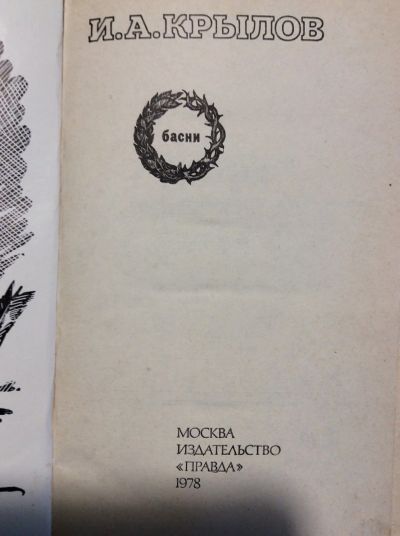 И.А.КРЫЛОВ
басни
МОСКВА
ИЗДАТЕЛЬСТВО
«ПРАВДА»
1978